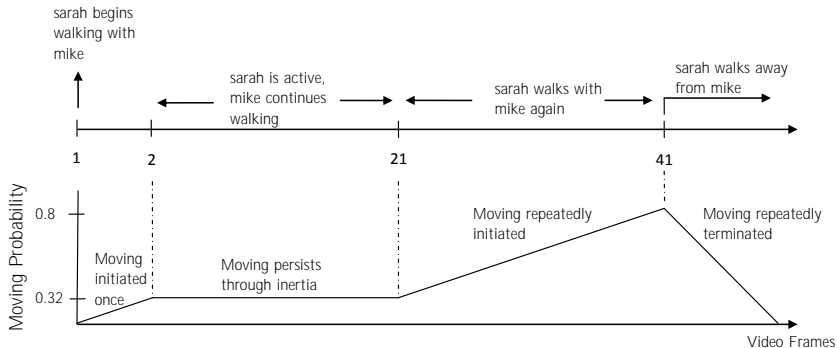 sarah begins
walking with
mike
sarah is active,
mike continues
walking
sarah walks with
mike again
sarah walks away
from mike
1
2
21
41
Moving Probability
0.8
0.32
Moving
initiated
once
Moving persists
through inertia
Moving repeatedly
initiated
Moving repeatedly
terminated
Video Frames